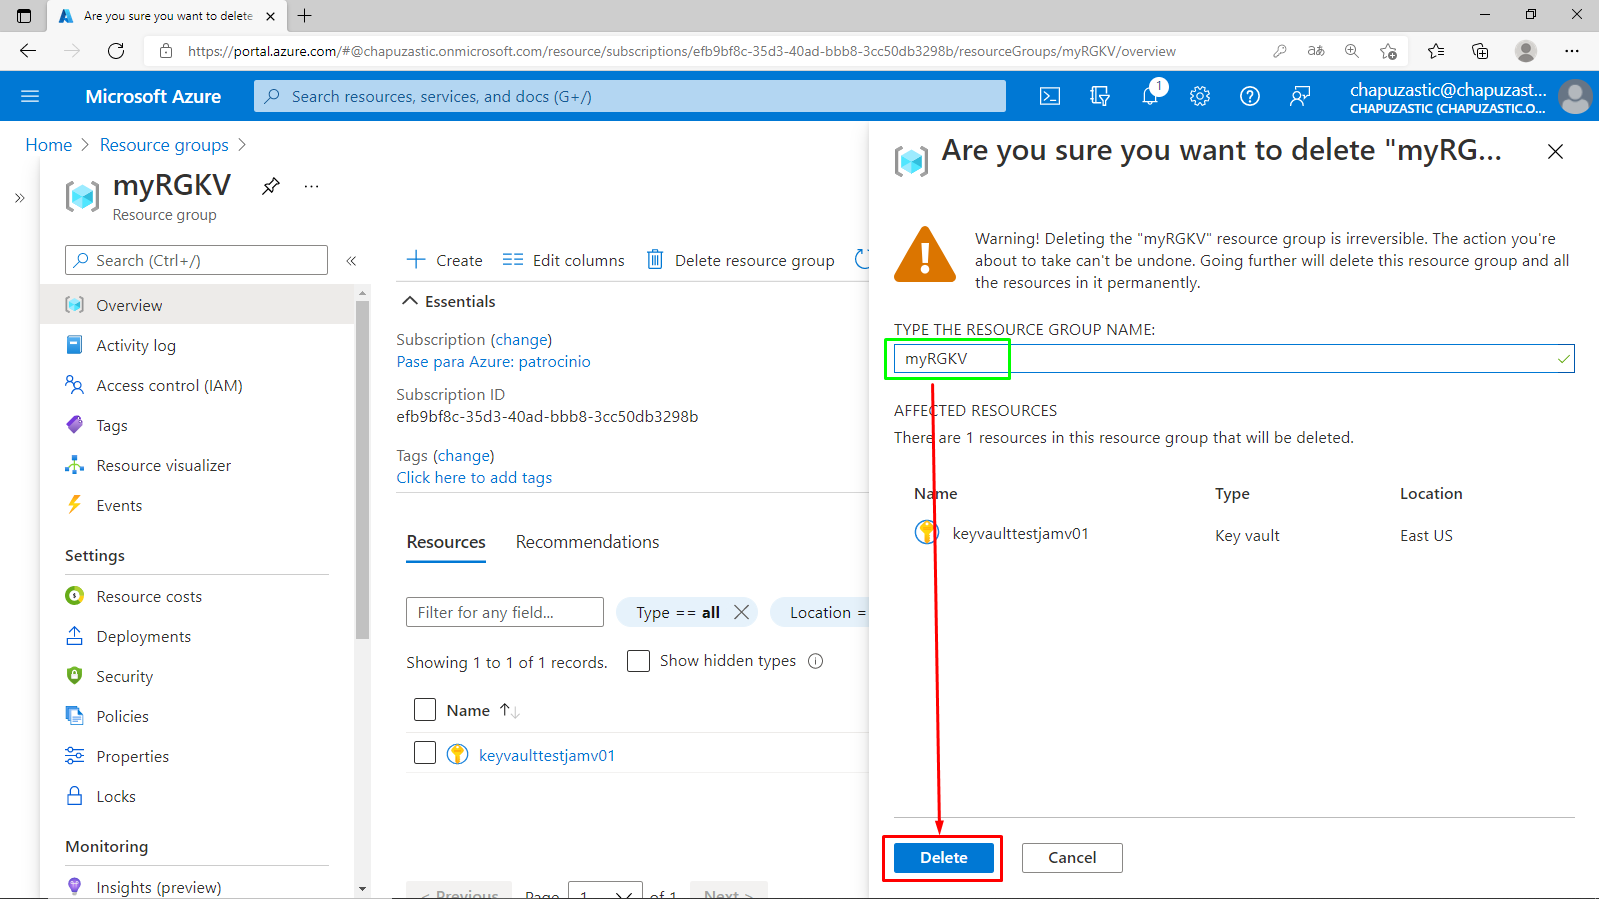 Are you sure you want to delete
https://portal.azure.com/#@chapuzastic.onmicrosoft.com/resource/subscriptions/efb9bf8c-35d3-40ad-bbb8-3cc50db3298b/resourceGroups/myRGKV/overview
Microsoft Azure
Search resources, services, and docs (G+/)
1
chapuzastic@chapuzast...
CHAPUZASTIC (CHAPUZASTIC.O...
Home > Resource groups >
myRGKV
Resource group
Search (Ctrl+/)
Overview
Activity log
Access control (IAM)
Tags
Resource visualizer
Events
Settings
Resource costs
Deployments
Security
Policies
Properties
Locks
Monitoring
Insights (preview)
Create
Edit columns
Delete resource group
Essentials
Subscription (change)
Pase para Azure: patrocinio
Subscription ID
efb9bf8c-35d3-40ad-bbb8-3cc50db3298b
Tags (change)
Click here to add tags
Resources
Recommendations
Filter for any field...
Type == all
Location =
Showing 1 to 1 of 1 records.
Show hidden types
Name
keyvaulttestjamv01
< Previous
Page
1
of 1
Next >
Are you sure you want to delete "myRG...
Warning! Deleting the "myRGKV" resource group is irreversible. The action you're
about to take can't be undone. Going further will delete this resource group and all
the resources in it permanently.
TYPE THE RESOURCE GROUP NAME:
myRGKV
AFFECTED RESOURCES
There are 1 resources in this resource group that will be deleted.
Name Type Location
keyvaulttestjamv01 Key vault East US
Delete
Cancel